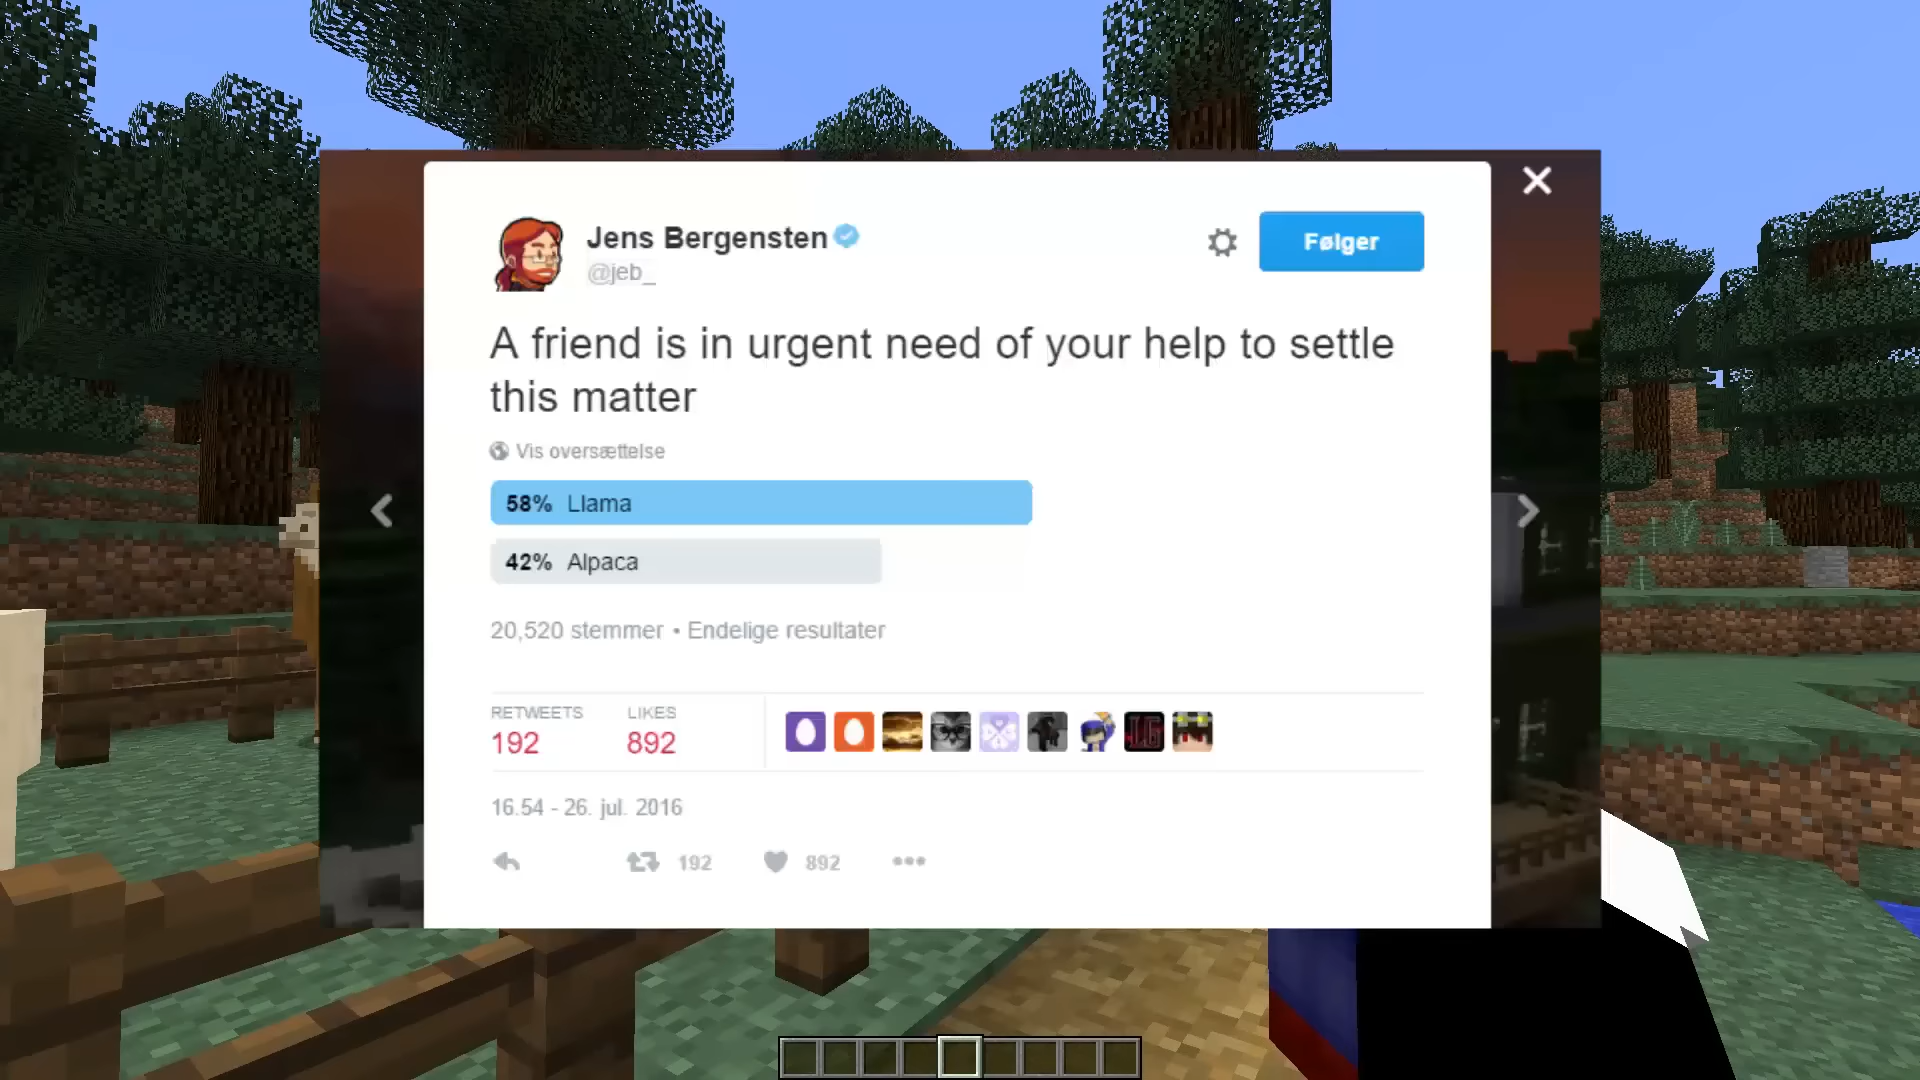 Jens Bergensten
@jeb_
Følger
A friend is in urgent need of your help to settle
this matter
Vis oversættelse
58% Llama
42% Alpaca
20,520 stemmer • Endelige resultater
RETWEETS LIKES
192 892
16.54 - 26. jul. 2016
192 892